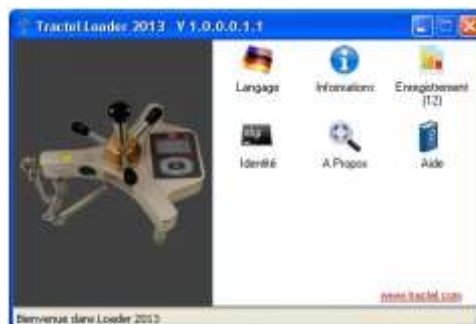 Tractel Loader 2013 V 1.0.0.0.1.1
Langage
Informations
Enregistrement
(12)
Identité
A Propos
Aide
www.tractel.com
Bienvenue dans Loader 2013